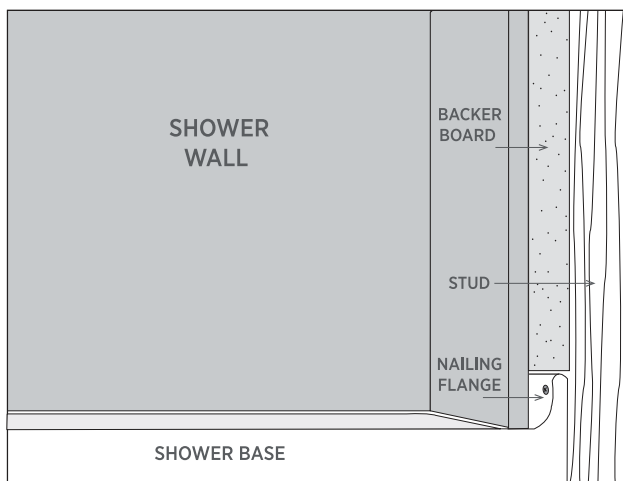 SHOWER
WALL
BACKER
BOARD
STUD
NAILING
FLANGE
SHOWER BASE